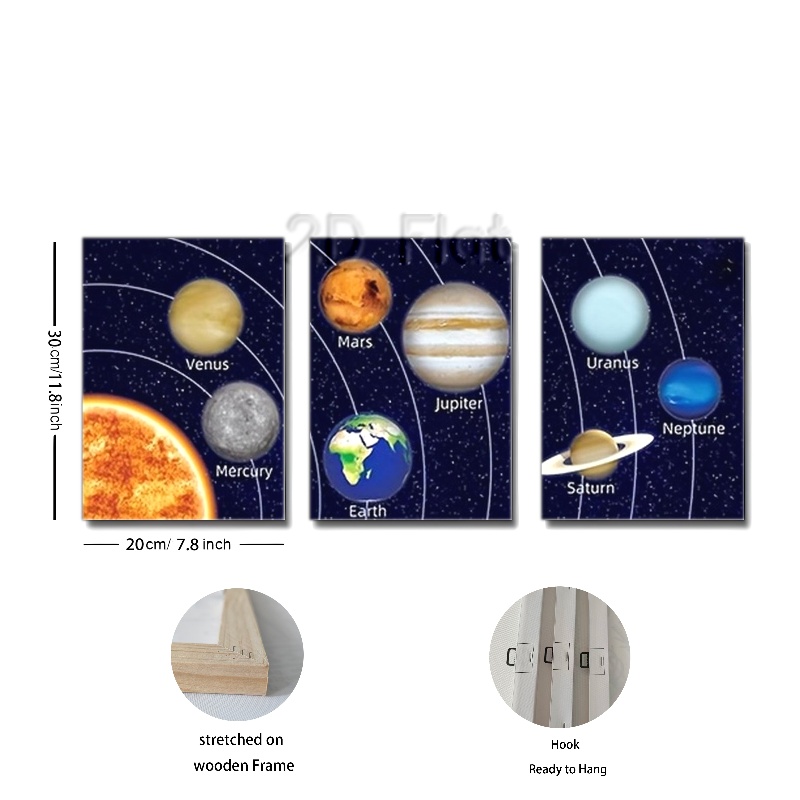 2D Flat
Venus
Mercury
Mars
Jupiter
Earth
Uranus
Neptune
Saturn
30cm/11.8inch
20cm/ 7.8 inch
stretched on
wooden Frame
Hook
Ready to Hang